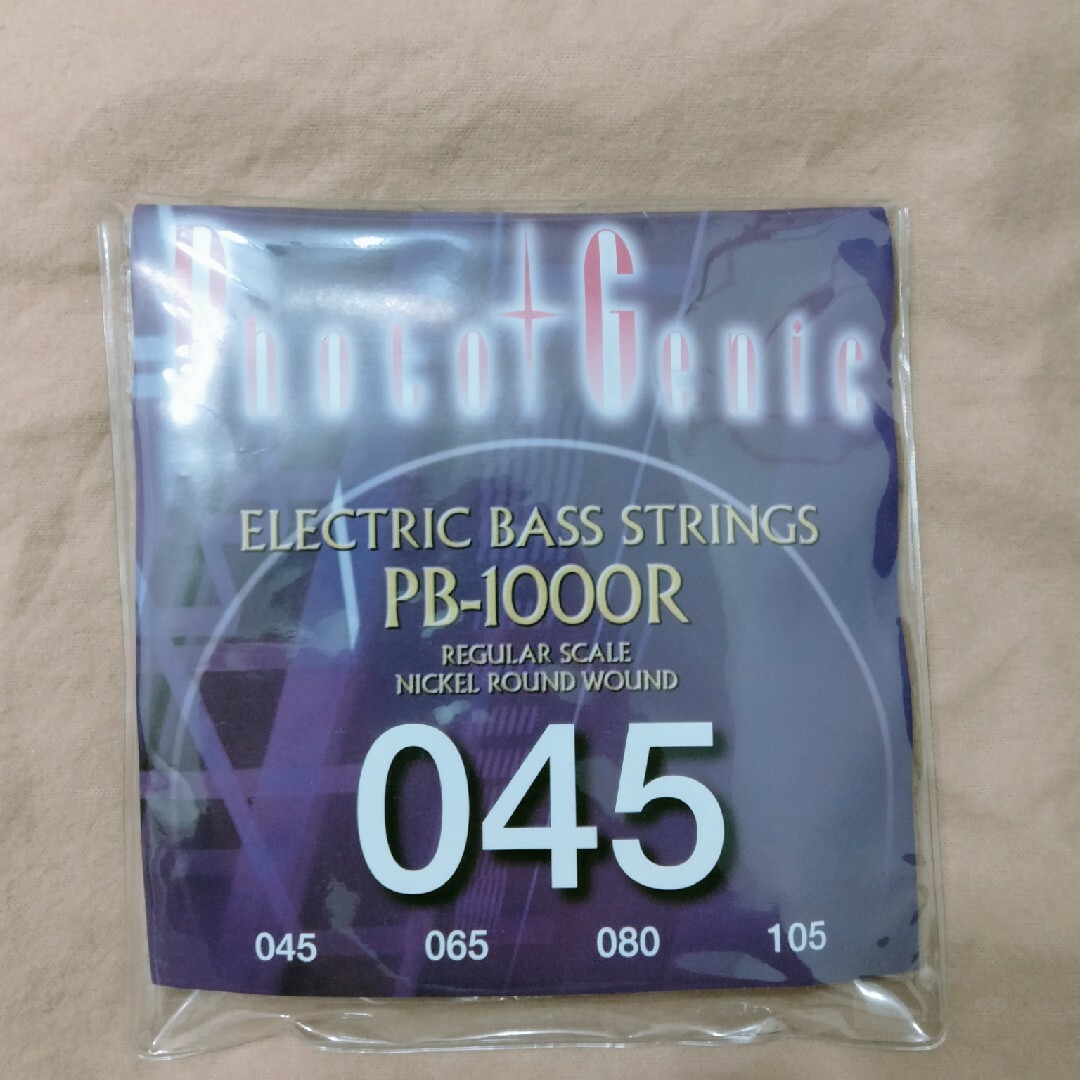 PhotoGenic
ELECTRIC BASS STRINGS
PB-1000R
REGULAR SCALE
NICKEL ROUND WOUND
045
045 065 080 105